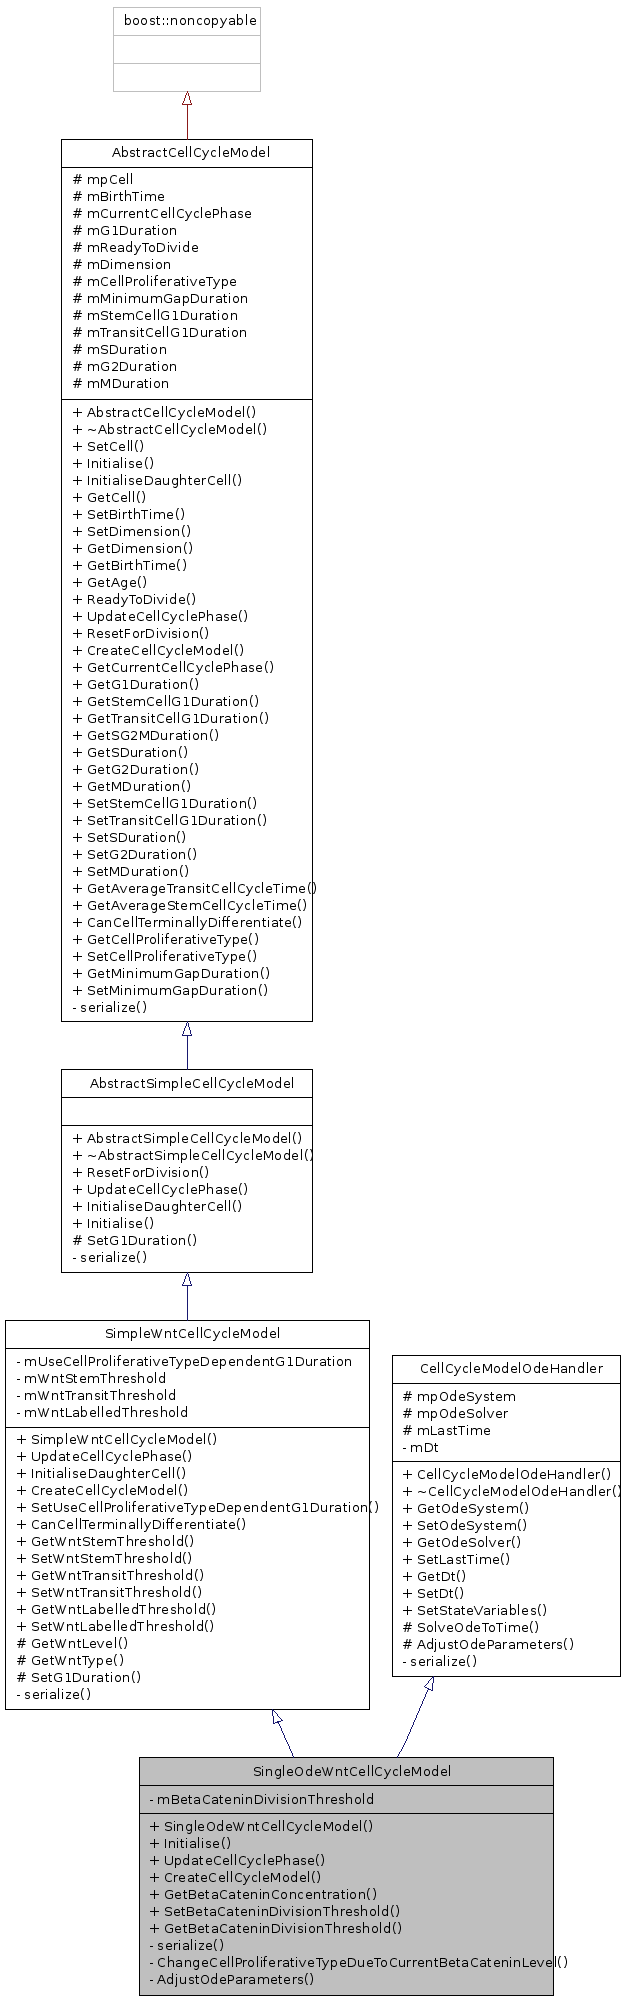 boost::noncopyable
AbstractCellCycleModel
# mpCell
# mBirthTime
# mCurrentCellCyclePhase
# mG1Duration
# mReadyToDivide
# mDimension
# mCellProliferativeType
# mMinimumGapDuration
# mStemCellG1Duration
# mTransitCellG1Duration
# mSDuration
# mG2Duration
# mMDuration
+ AbstractCellCycleModel()
+ ~AbstractCellCycleModel()
+ SetCell()
+ Initialise()
+ InitialiseDaughterCell()
+ GetCell()
+ SetBirthTime()
+ SetDimension()
+ GetDimension()
+ GetBirthTime()
+ GetAge()
+ ReadyToDivide()
+ UpdateCellCyclePhase()
+ ResetForDivision()
+ CreateCellCycleModel()
+ GetCurrentCellCyclePhase()
+ GetG1Duration()
+ GetStemCellG1Duration()
+ GetTransitCellG1Duration()
+ GetSG2MDuration()
+ GetSDuration()
+ GetG2Duration()
+ GetMDuration()
+ SetStemCellG1Duration()
+ SetTransitCellG1Duration()
+ SetSDuration()
+ SetG2Duration()
+ SetMDuration()
+ GetAverageTransitCellCycleTime()
+ GetAverageStemCellCycleTime()
+ CanCellTerminallyDifferentiate()
+ GetCellProliferativeType()
+ SetCellProliferativeType()
+ GetMinimumGapDuration()
+ SetMinimumGapDuration()
- serialize()
AbstractSimpleCellCycleModel
+ AbstractSimpleCellCycleModel()
+ ~AbstractSimpleCellCycleModel()
+ ResetForDivision()
+ UpdateCellCyclePhase()
+ InitialiseDaughterCell()
+ Initialise()
# SetG1Duration()
- serialize()
SimpleWntCellCycleModel
- mUseCellProliferativeTypeDependentG1Duration
- mWntStemThreshold
- mWntTransitThreshold
- mWntLabelledThreshold
+ SimpleWntCellCycleModel()
+ UpdateCellCyclePhase()
+ InitialiseDaughterCell()
+ CreateCellCycleModel()
+ SetUseCellProliferativeTypeDependentG1Duration()
+ CanCellTerminallyDifferentiate()
+ GetWntStemThreshold()
+ SetWntStemThreshold()
+ GetWntTransitThreshold()
+ SetWntTransitThreshold()
+ GetWntLabelledThreshold()
+ SetWntLabelledThreshold()
# GetWntLevel()
# GetWntType()
# SetG1Duration()
- serialize()
CellCycleModelOdeHandler
# mpOdeSystem
# mpOdeSolver
# mLastTime
- mDt
+ CellCycleModelOdeHandler()
+ ~CellCycleModelOdeHandler()
+ GetOdeSystem()
+ SetOdeSystem()
+ GetOdeSolver()
+ SetLastTime()
+ GetDt()
+ SetDt()
+ SetStateVariables()
# SolveOdeToTime()
# AdjustOdeParameters()
- serialize()
SingleOdeWntCellCycleModel
- mBetaCateninDivisionThreshold
+ SingleOdeWntCellCycleModel()
+ Initialise()
+ UpdateCellCyclePhase()
+ CreateCellCycleModel()
+ GetBetaCateninConcentration()
+ SetBetaCateninDivisionThreshold()
+ GetBetaCateninDivisionThreshold()
- serialize()
- ChangeCellProliferativeTypeDueToCurrentBetaCateninLevel()
- AdjustOdeParameters()